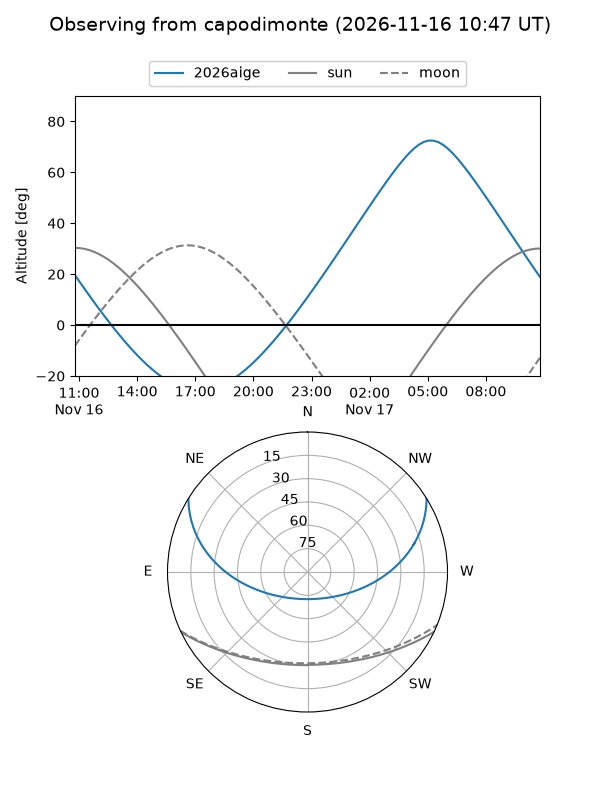 Observing from capodimonte (2026-11-16 10:47 UT)
2026aige sun moon
Altitude [deg]
80
60
40
20
0
−20
11:00 14:00 17:00 20:00 23:00 02:00 05:00 08:00
Nov 16 Nov 17
N
NE NW
15
30
45
60
75
E W
SE SW
S